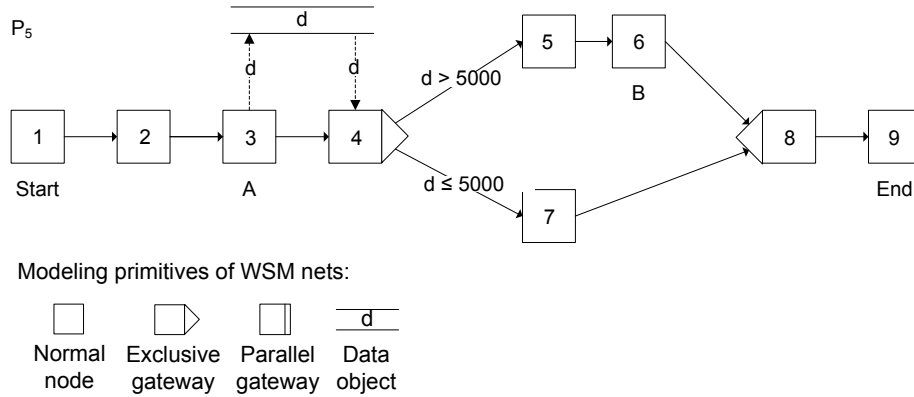 P5
d
d
d
d > 5000
d ≤ 5000
1
2
3
4
5
6
7
8
9
Start
A
B
End
Modeling primitives of WSM nets:
d
Normal node
Exclusive gateway
Parallel gateway
Data object